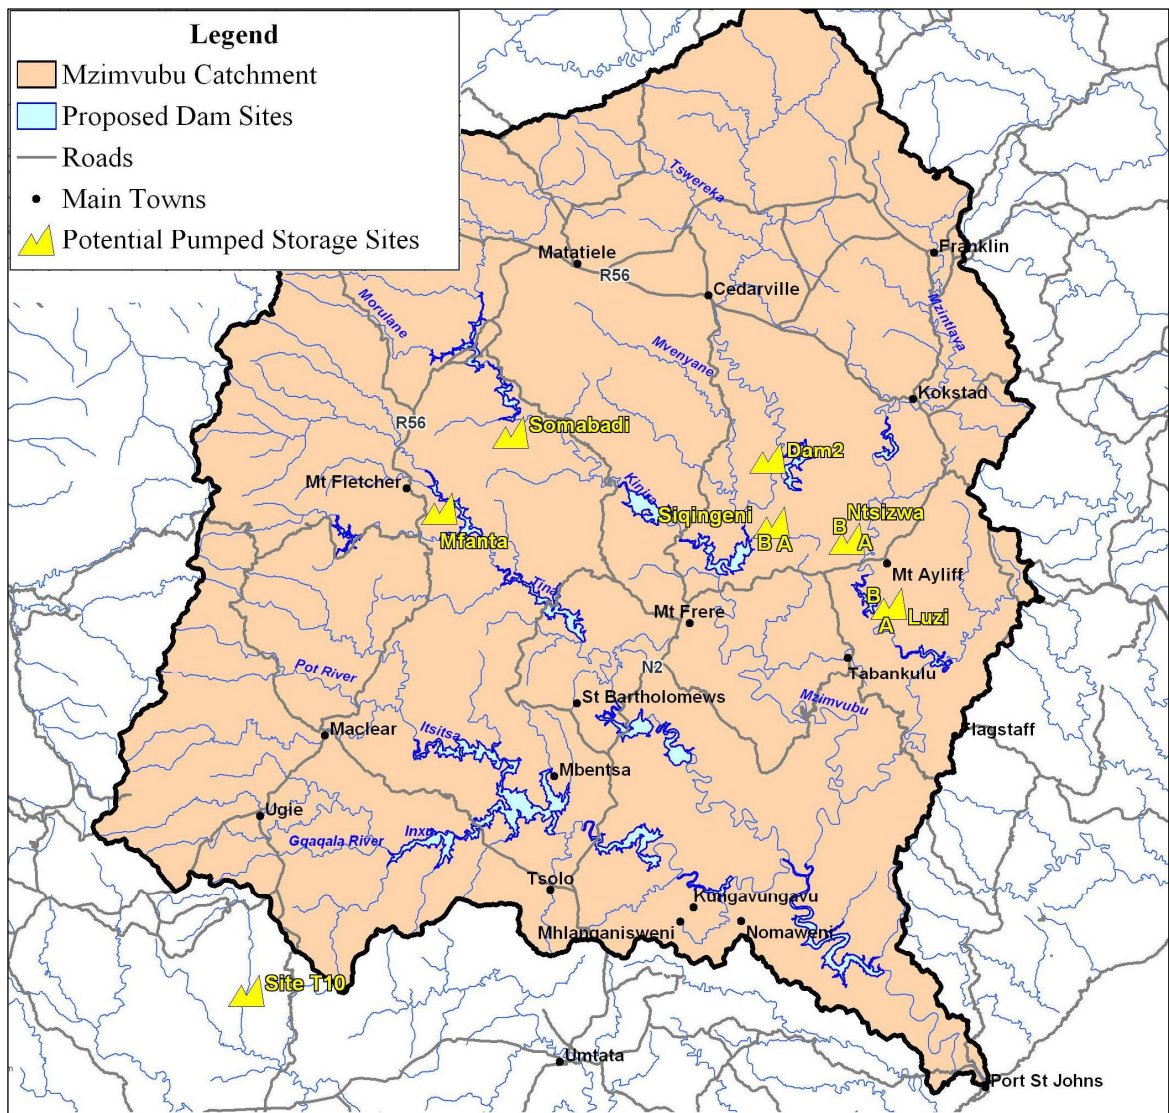 Legend
Mzimvubu Catchment
Proposed Dam Sites
Roads
Main Towns
Potential Pumped Storage Sites
Tswereka
Matatiele
R56
Franklin
Cedarville
Morulane
Mzintlava
Mvenyane
Kokstad
R56
Somabadi
Dam2
Mt Fletcher
Kinira
Siqingeni
Ntsizwa
B
B A
A
Mfanta
Mt Ayliff
Tina
B
Mt Frere
Luzi
A
Pot River
N2
Tabankulu
St Bartholomews
Mzimvubu
Maclear
Itsitsa
Flagstaff
Mbentsa
Ugie
Inxu
Gqaqala River
Tsolo
Kungavungavu
Mhlanganisweni
Nomaweni
Site T10
Umtata
Port St Johns